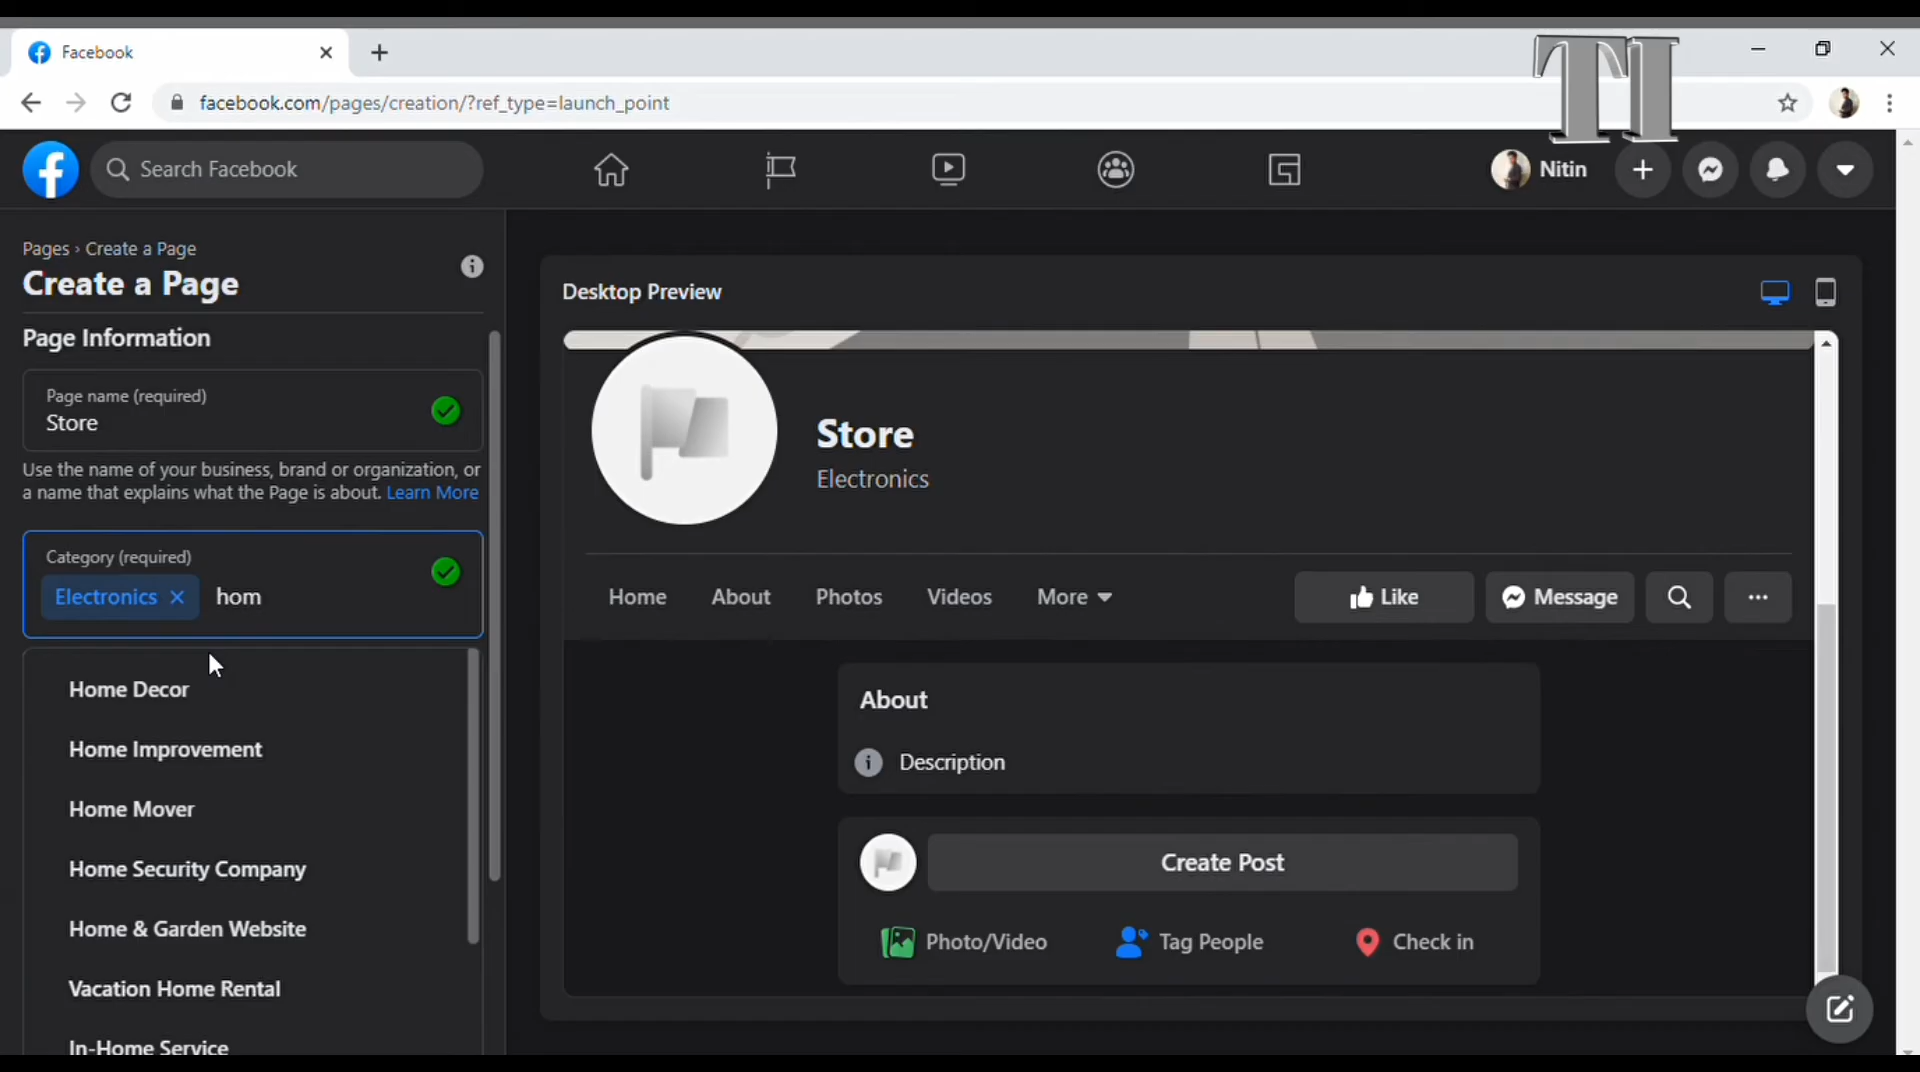 Facebook
TI
facebook.com/pages/creation/?ref_type=launch_point
Search Facebook
Nitin
Pages › Create a Page
Create a Page
Page Information
Page name (required)
Store
Use the name of your business, brand or organization, or
a name that explains what the Page is about. Learn More
Category (required)
Electronics × hom
Home Decor
Home Improvement
Home Mover
Home Security Company
Home & Garden Website
Vacation Home Rental
In-Home Service
Desktop Preview
Store
Electronics
Home About Photos Videos More Like Message
About
Description
Create Post
Photo/Video Tag People Check in